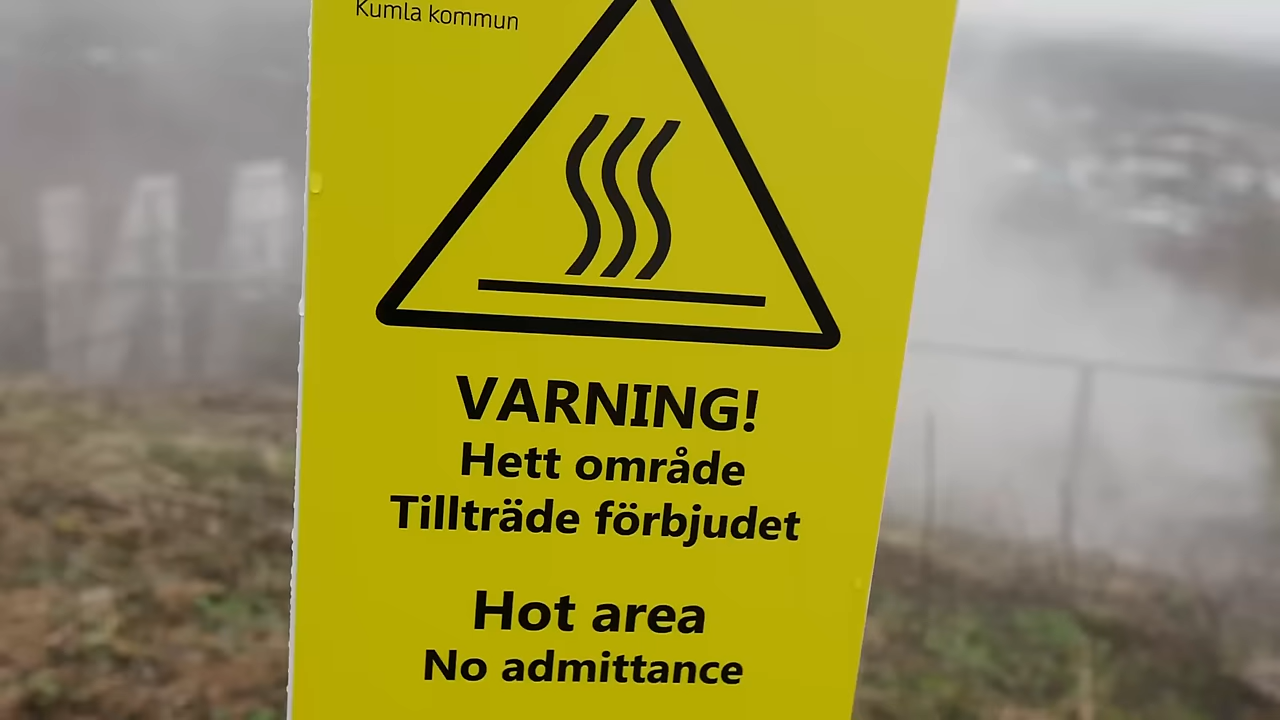 Kumla kommun
VARNING!
Hett område
Tillträde förbjudet
Hot area
No admittance